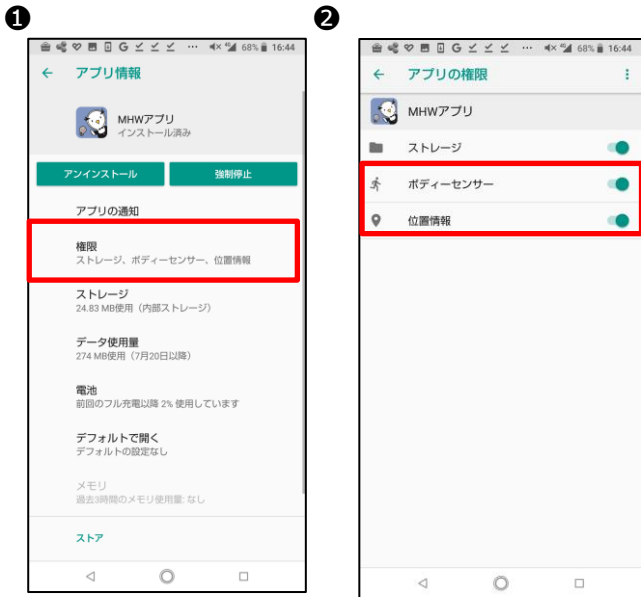 ❶
68% 16:44
アプリ情報
MHWアプリ
インストール済み
アンインストール
強制停止
アプリの通知
権限
ストレージ、ボディーセンサー、位置情報
ストレージ
24.83 MB使用（内部ストレージ）
データ使用量
274 MB使用（7月20日以降）
電池
前回のフル充電以降 2% 使用しています
デフォルトで開く
デフォルトの設定なし
メモリ
過去3時間のメモリ使用量: なし
ストア
❷
68% 16:44
アプリの権限
MHWアプリ
ストレージ
ボディーセンサー
位置情報